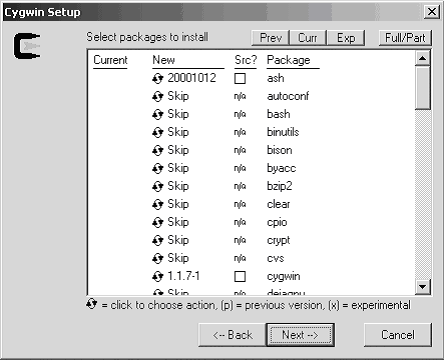 Cygwin Setup
Select packages to install Prev Curr Exp Full/Part
Current New Src? Package
20001012 ash
Skip n/a autoconf
Skip n/a bash
Skip n/a binutils
Skip n/a bison
Skip n/a byacc
Skip n/a bzip2
Skip n/a clear
Skip n/a cpio
Skip n/a crypt
Skip n/a cvs
1.1.7-1 cygwin
Skip n/a dejagnu
= click to choose action, (p) = previous version, (x) = experimental
<-- Back Next --> Cancel